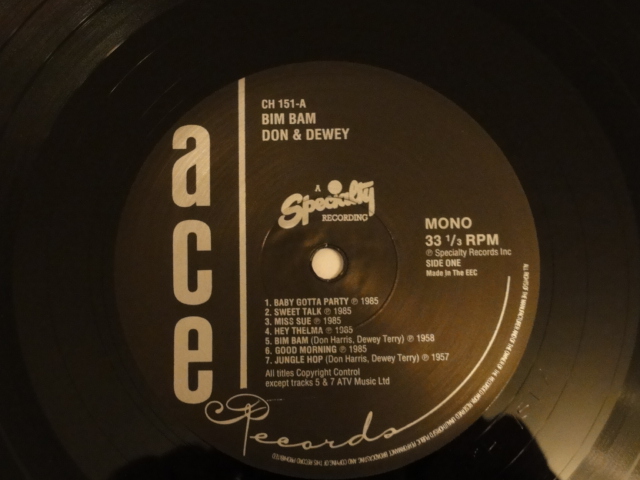 CH 151-A
BIM BAM
DON & DEWEY
ace
Records
A
Specialty
RECORDING
MONO
33 1/3 RPM
℗ Specialty Records Inc
SIDE ONE
Made In The EEC
1. BABY GOTTA PARTY ℗ 1985
2. SWEET TALK ℗ 1985
3. MISS SUE ℗ 1985
4. HEY THELMA ℗ 1985
5. BIM BAM (Don Harris, Dewey Terry) ℗ 1958
6. GOOD MORNING ℗ 1985
7. JUNGLE HOP (Don Harris, Dewey Terry) ℗ 1957
All titles Copyright Control
except tracks 5 & 7 ATV Music Ltd